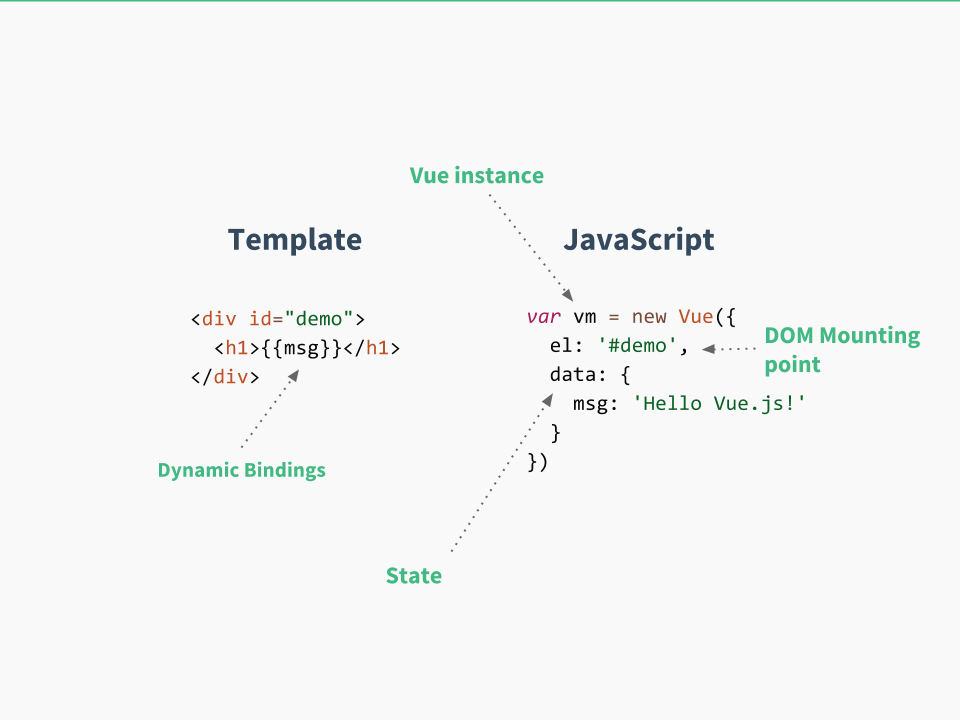 Vue instance
Template
JavaScript
<div id="demo">
  <h1>{{msg}}</h1>
</div>
Dynamic Bindings
var vm = new Vue({
  el: '#demo',
  data: {
    msg: 'Hello Vue.js!'
  }
})
DOM Mounting
point
State